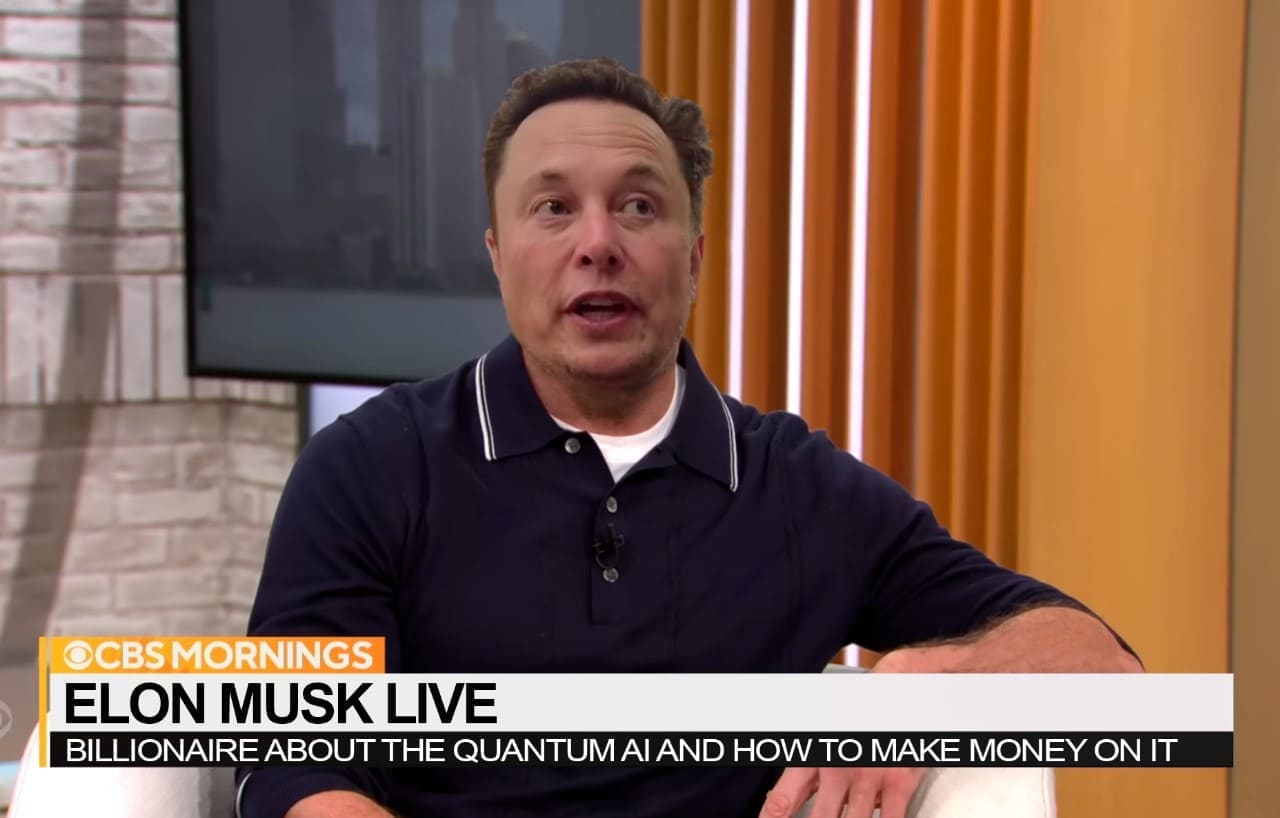 CBS MORNINGS
ELON MUSK LIVE
BILLIONAIRE ABOUT THE QUANTUM AI AND HOW TO MAKE MONEY ON IT